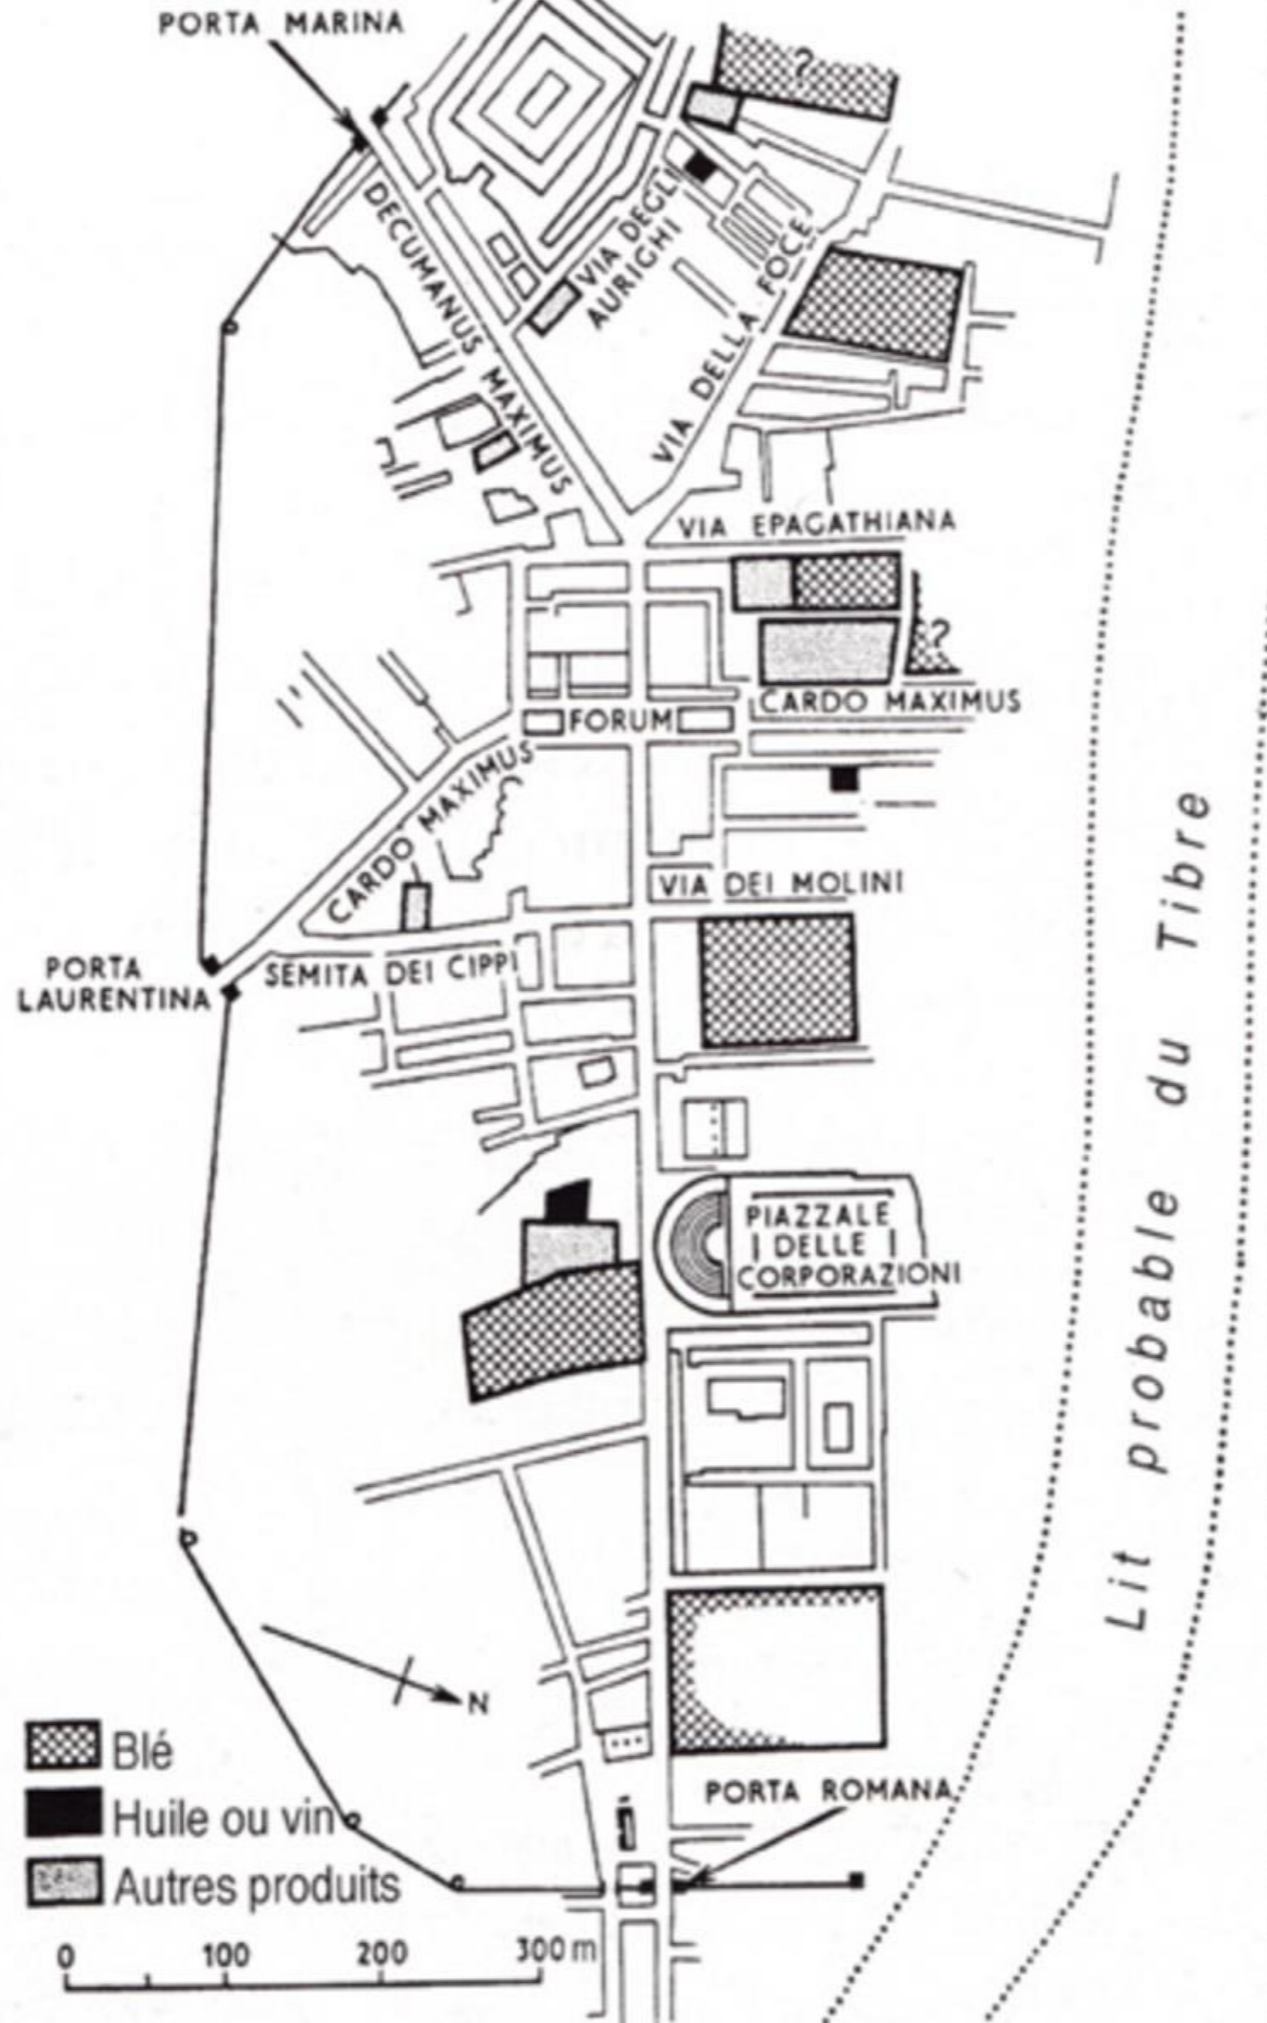 PORTA MARINA
?
DECUMANUS MAXIMUS
VIA DEGLI
AURIGHI
VIA DELLA FOCE
VIA EPAGATHIANA
?
CARDO MAXIMUS
FORUM
CARDO MAXIMUS
VIA DEI MOLINI
PORTA
LAURENTINA
SEMITA DEI CIPPI
PIAZZALE
DELLE
CORPORAZIONI
Lit probable du Tibre
N
Blé
Huile ou vin
Autres produits
PORTA ROMANA
0 100 200 300 m